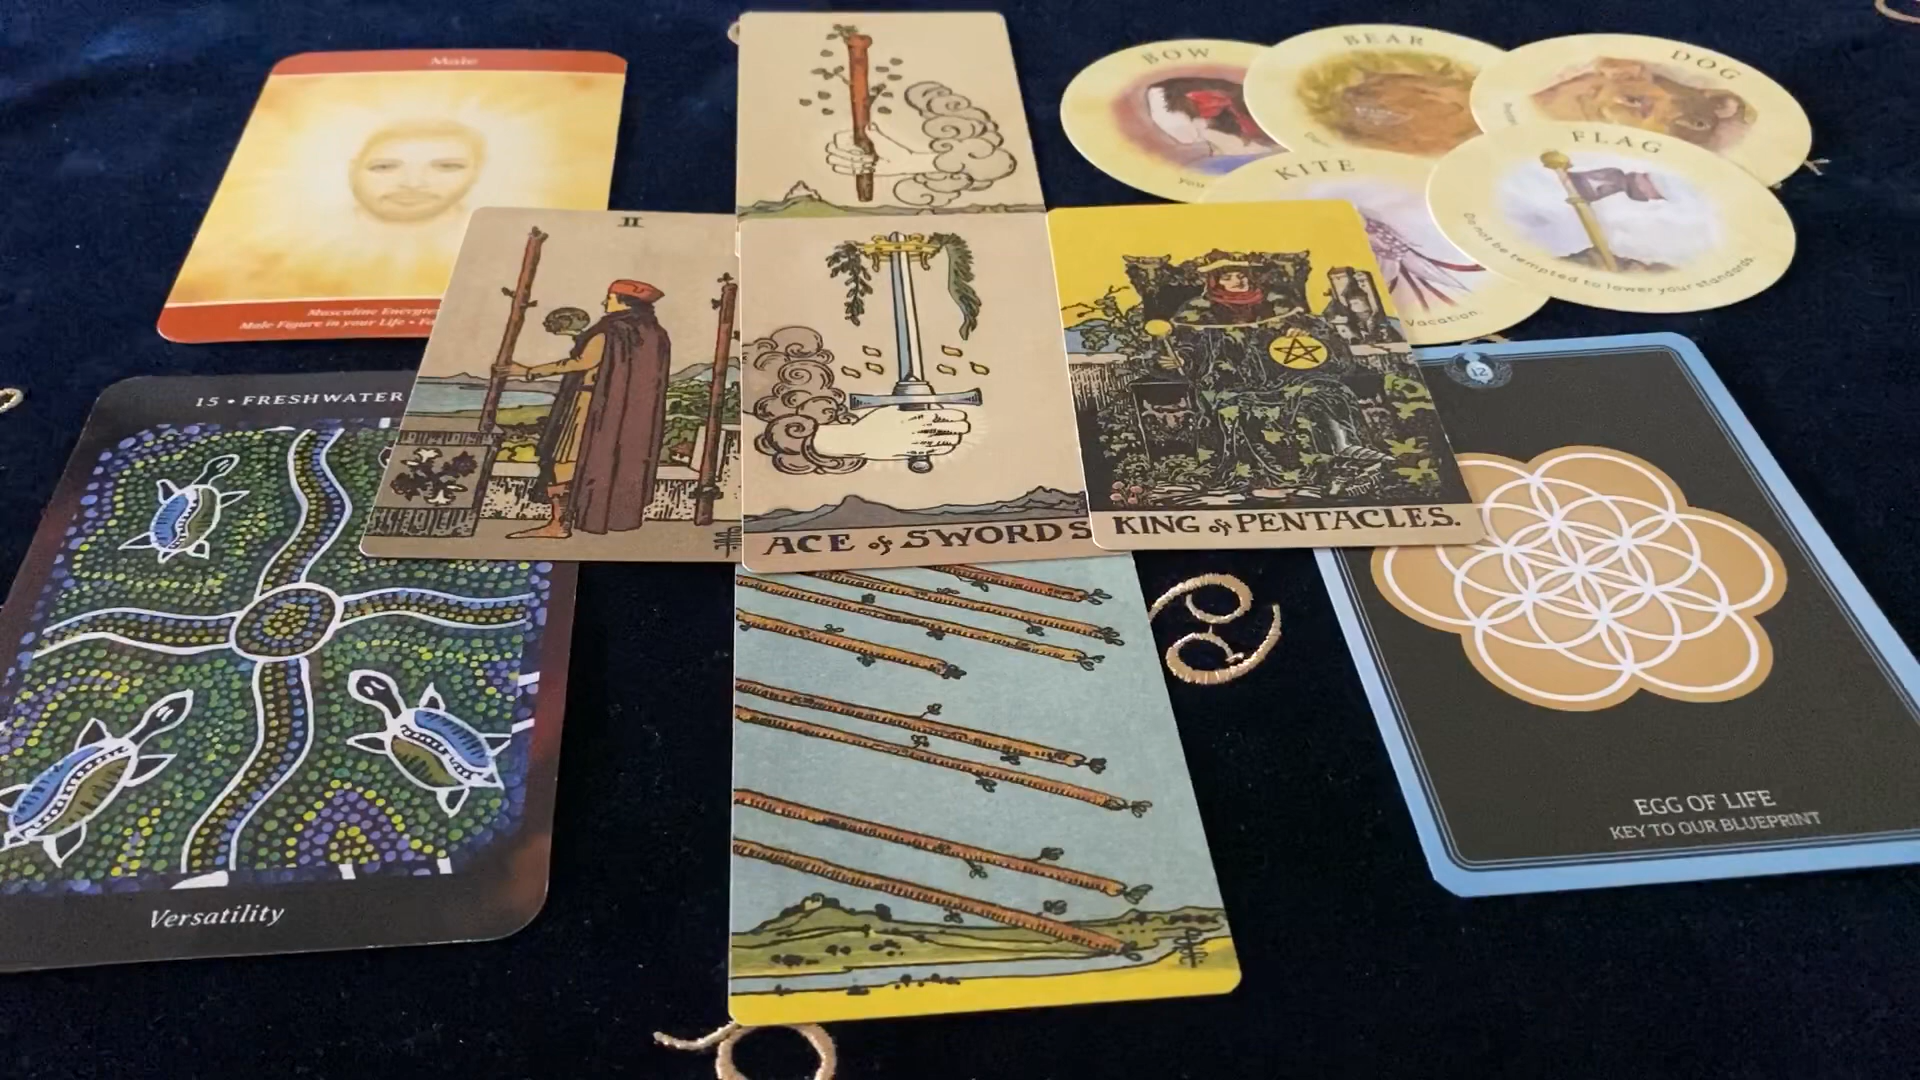 Male
Masculine Energies
Male Figure in your Life •
BOW
you
BEAR
DOG
KITE
Vacation.
FLAG
Do not be tempted to lower your standards.
II
15 • FRESHWATER
Versatility
ACE of SWORDS
KING of PENTACLES.
12
EGG OF LIFE
KEY TO OUR BLUEPRINT